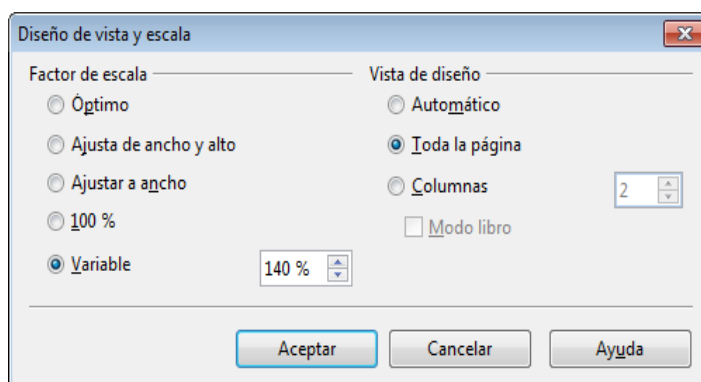 Diseño de vista y escala
Factor de escala
Óptimo
Ajusta de ancho y alto
Ajustar a ancho
100 %
Variable
140 %
Vista de diseño
Automático
Toda la página
Columnas
2
Modo libro
Aceptar
Cancelar
Ayuda